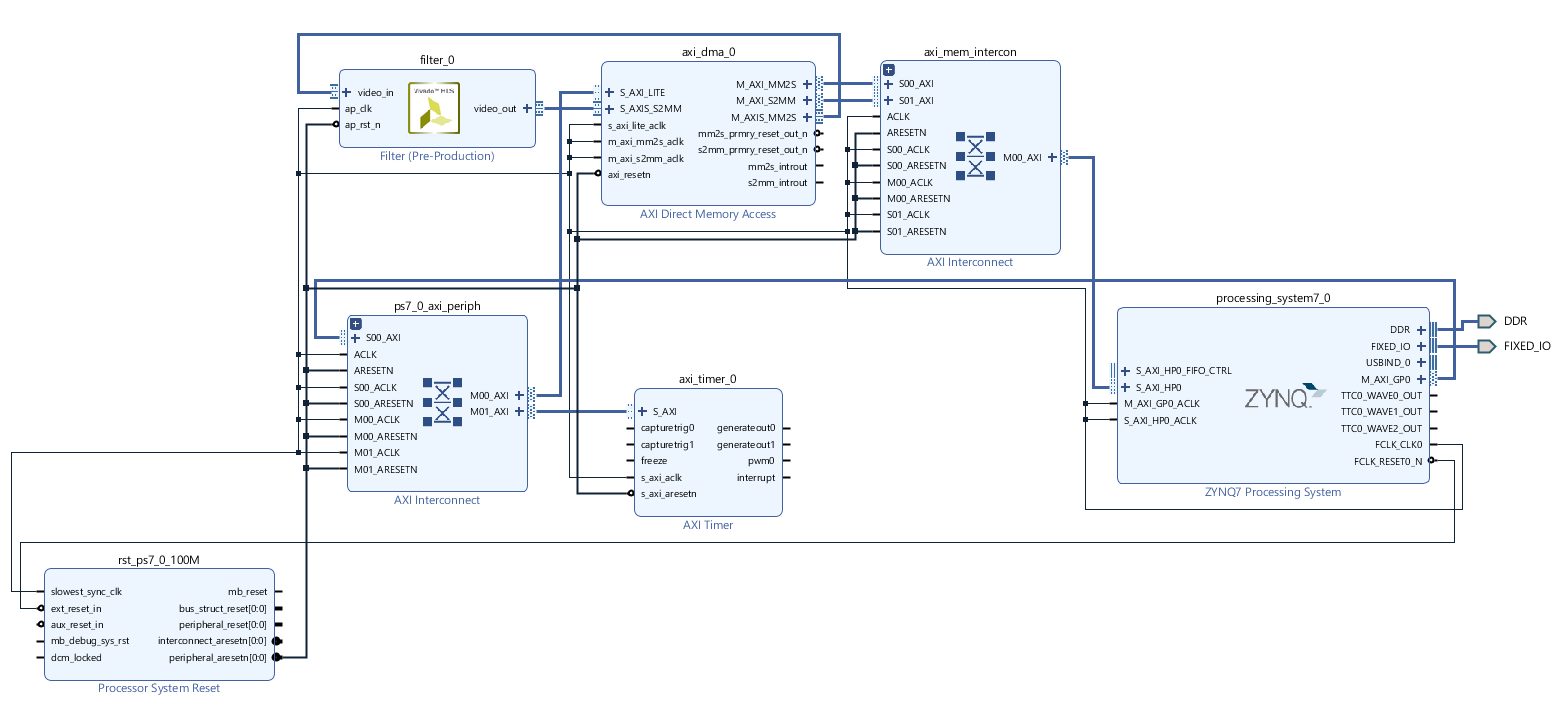 filter_0
video_in
ap_clk
ap_rst_n
Vivado™ HLS
video_out
Filter (Pre-Production)
axi_dma_0
S_AXI_LITE
S_AXIS_S2MM
s_axi_lite_aclk
m_axi_mm2s_aclk
m_axi_s2mm_aclk
axi_resetn
M_AXI_MM2S
M_AXI_S2MM
M_AXIS_MM2S
mm2s_prmry_reset_out_n
s2mm_prmry_reset_out_n
mm2s_introut
s2mm_introut
AXI Direct Memory Access
axi_mem_intercon
S00_AXI
S01_AXI
ACLK
ARESETN
S00_ACLK
S00_ARESETN
M00_ACLK
M00_ARESETN
S01_ACLK
S01_ARESETN
M00_AXI
AXI Interconnect
ps7_0_axi_periph
S00_AXI
ACLK
ARESETN
S00_ACLK
S00_ARESETN
M00_ACLK
M00_ARESETN
M01_ACLK
M01_ARESETN
M00_AXI
M01_AXI
AXI Interconnect
axi_timer_0
S_AXI
capturetrig0
capturetrig1
freeze
s_axi_aclk
s_axi_aresetn
generateout0
generateout1
pwm0
interrupt
AXI Timer
processing_system7_0
S_AXI_HP0_FIFO_CTRL
S_AXI_HP0
M_AXI_GP0_ACLK
S_AXI_HP0_ACLK
ZYNQ
DDR
FIXED_IO
USBIND_0
M_AXI_GP0
TTC0_WAVE0_OUT
TTC0_WAVE1_OUT
TTC0_WAVE2_OUT
FCLK_CLK0
FCLK_RESET0_N
ZYNQ7 Processing System
DDR
FIXED_IO
rst_ps7_0_100M
slowest_sync_clk
ext_reset_in
aux_reset_in
mb_debug_sys_rst
dcm_locked
mb_reset
bus_struct_reset[0:0]
peripheral_reset[0:0]
interconnect_aresetn[0:0]
peripheral_aresetn[0:0]
Processor System Reset